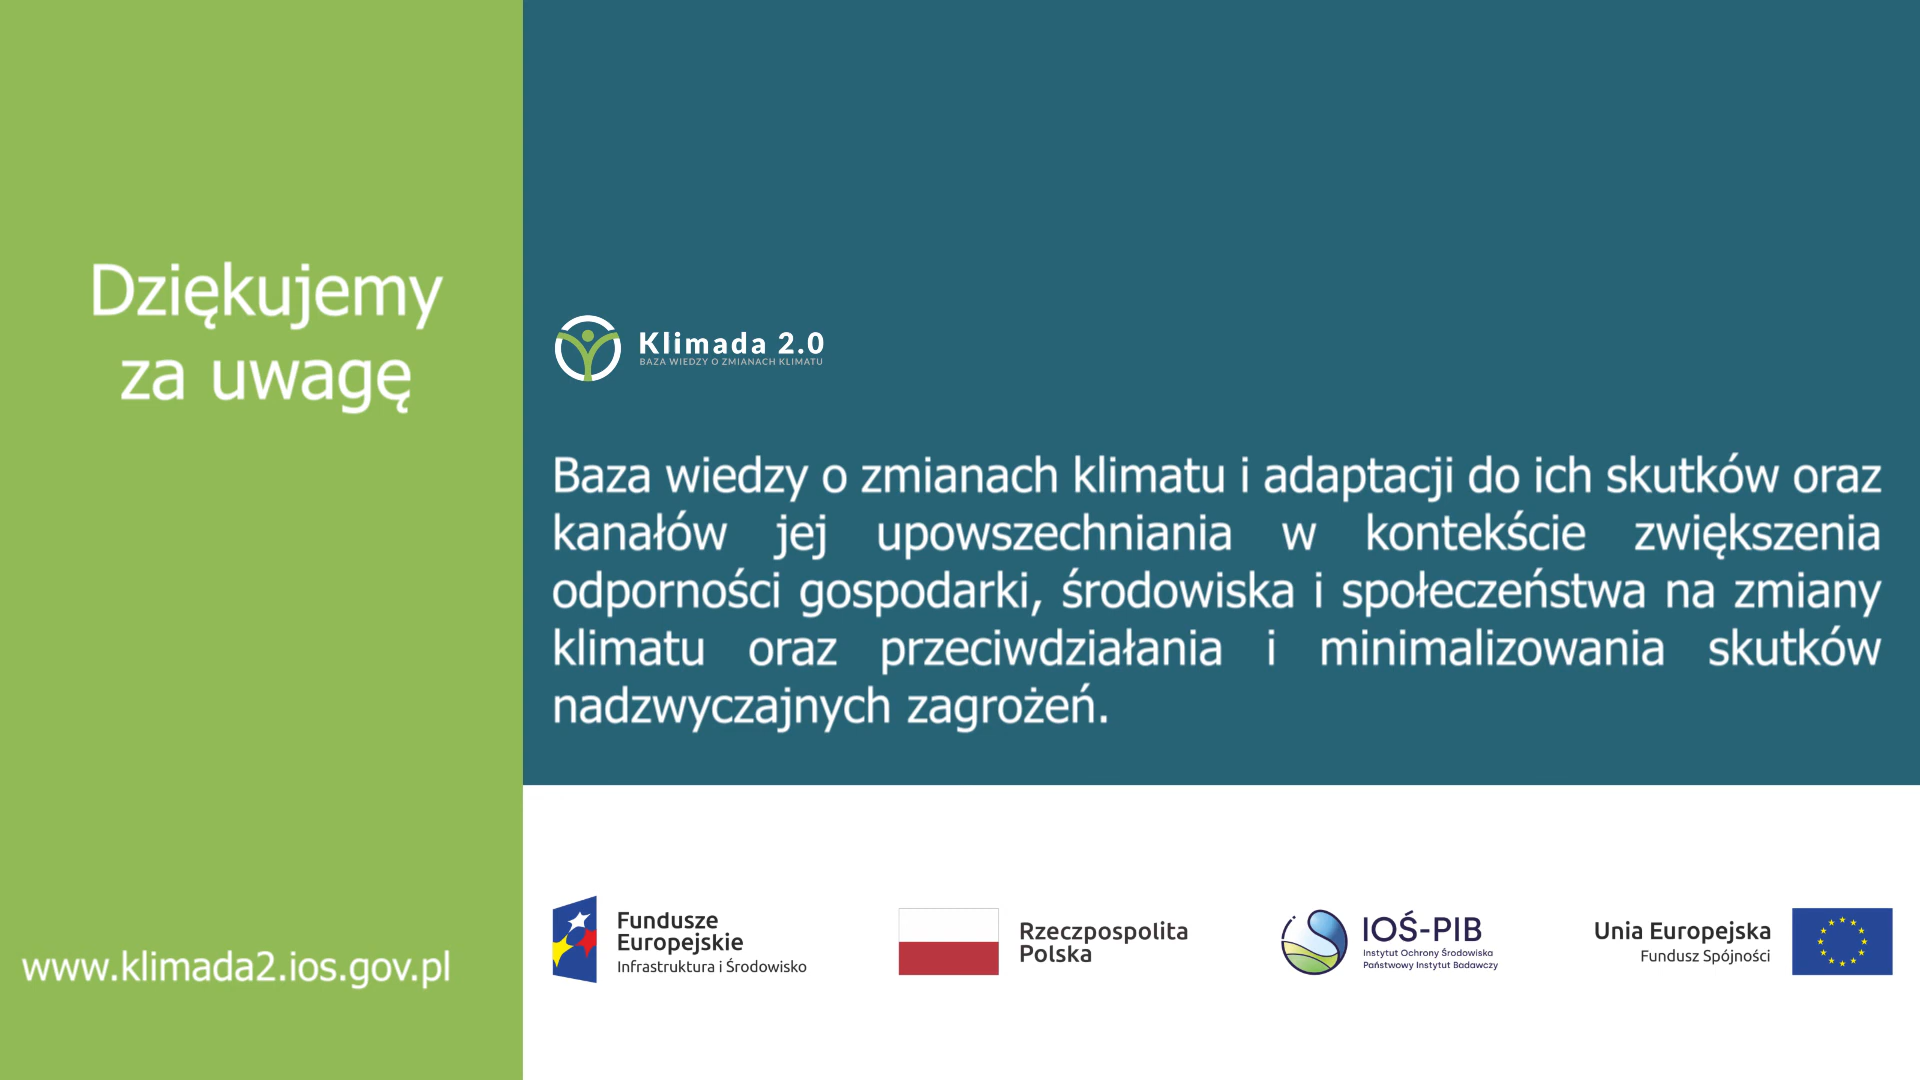 Dziękujemy
za uwagę
www.klimada2.ios.gov.pl
Klimada 2.0
BAZA WIEDZY O ZMIANACH KLIMATU
Baza wiedzy o zmianach klimatu i adaptacji do ich skutków oraz
kanałów jej upowszechniania w kontekście zwiększenia
odporności gospodarki, środowiska i społeczeństwa na zmiany
klimatu oraz przeciwdziałania i minimalizowania skutków
nadzwyczajnych zagrożeń.
Fundusze
Europejskie
Infrastruktura i Środowisko
Rzeczpospolita
Polska
IOŚ-PIB
Instytut Ochrony Środowiska
Państwowy Instytut Badawczy
Unia Europejska
Fundusz Spójności